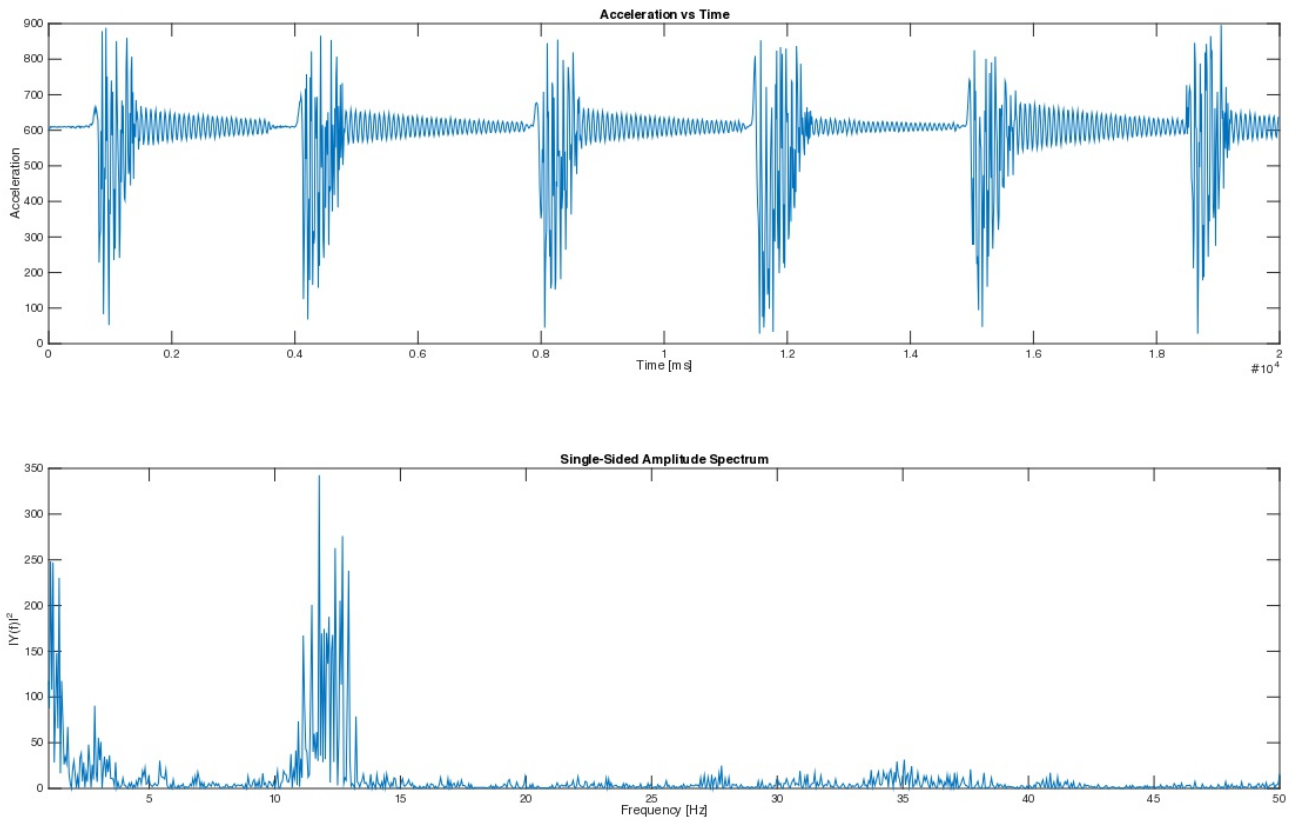 Acceleration vs Time
900
800
700
600
500
400
300
200
100
0
Acceleration
0 0.2 0.4 0.6 0.8 1 1.2 1.4 1.6 1.8 2
Time [ms]
#10^4
Single-Sided Amplitude Spectrum
350
300
250
200
150
100
50
0
|Y(f)|^2
5 10 15 20 25 30 35 40 45 50
Frequency [Hz]